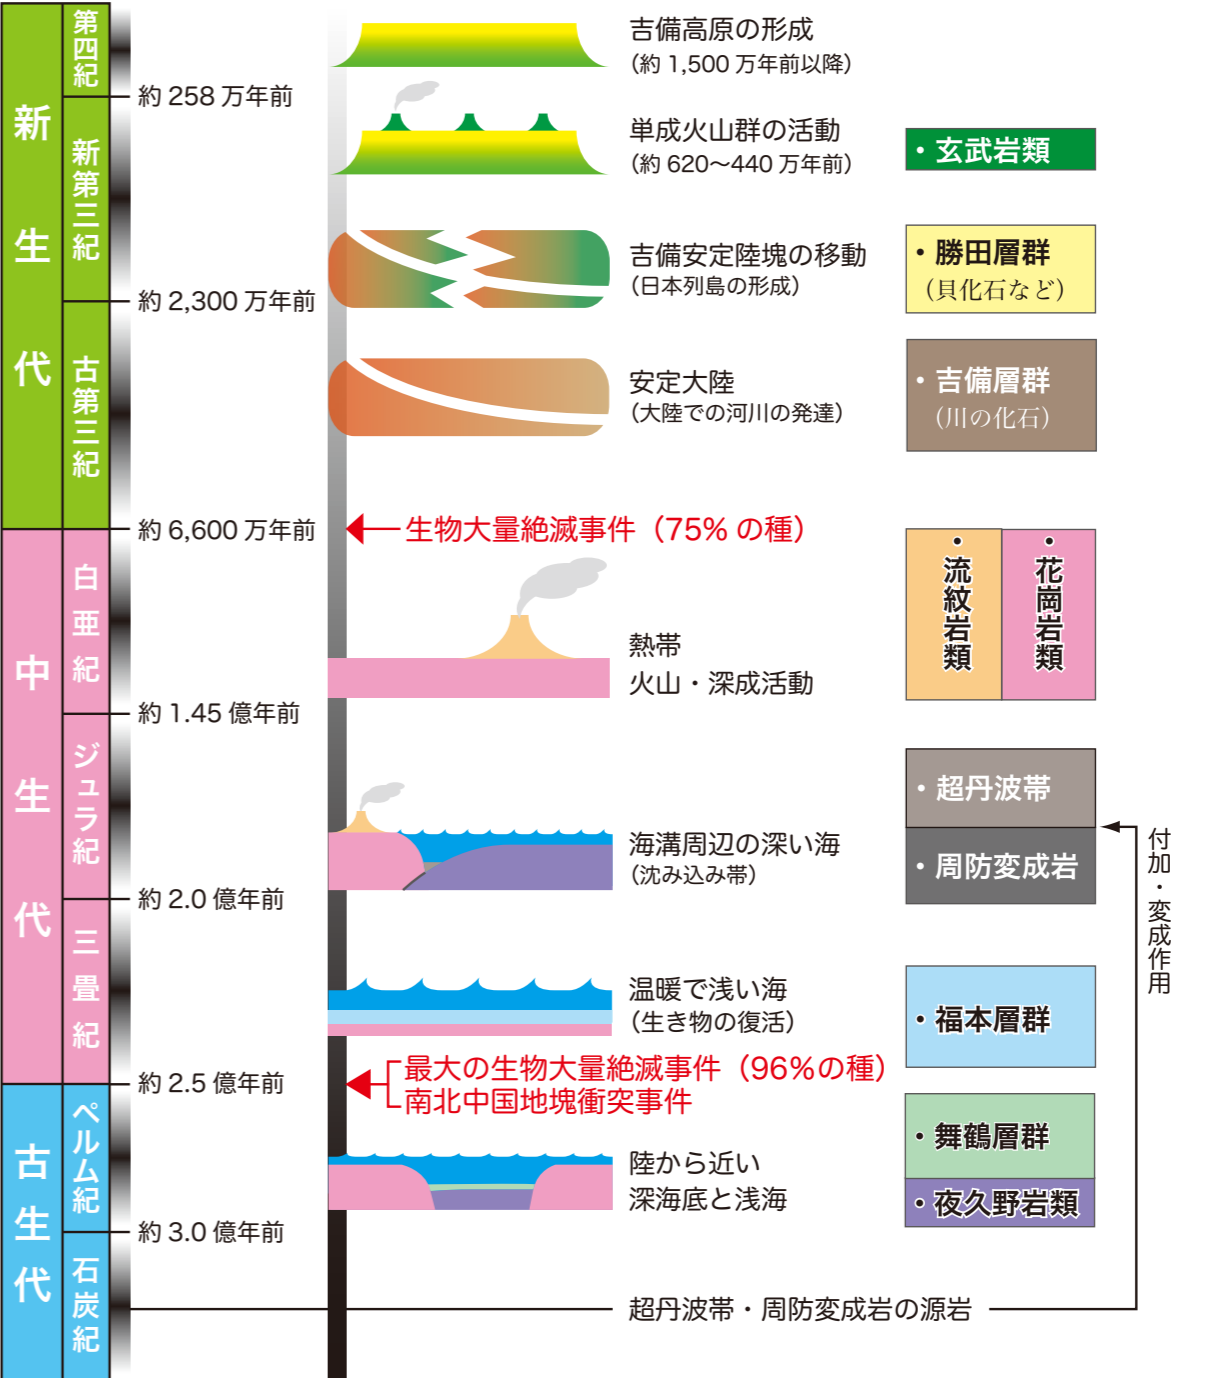 新生代
第四紀
新第三紀
古第三紀
中生代
白亜紀
ジュラ紀
三畳紀
古生代
ペルム紀
石炭紀
約 258 万年前
約 2,300 万年前
約 6,600 万年前
約 1.45 億年前
約 2.0 億年前
約 2.5 億年前
約 3.0 億年前
吉備高原の形成
（約 1,500 万年前以降）
単成火山群の活動
（約 620～440 万年前）
・玄武岩類
吉備安定陸塊の移動
（日本列島の形成）
・勝田層群
（貝化石など）
安定大陸
（大陸での河川の発達）
・吉備層群
（川の化石）
生物大量絶滅事件（75% の種）
熱帯
火山・深成活動
・流紋岩類
・花崗岩類
海溝周辺の深い海
（沈み込み帯）
・超丹波帯
・周防変成岩
付加・変成作用
温暖で浅い海
（生き物の復活）
・福本層群
最大の生物大量絶滅事件（96%の種）
南北中国地塊衝突事件
陸から近い
深海底と浅海
・舞鶴層群
・夜久野岩類
超丹波帯・周防変成岩の源岩